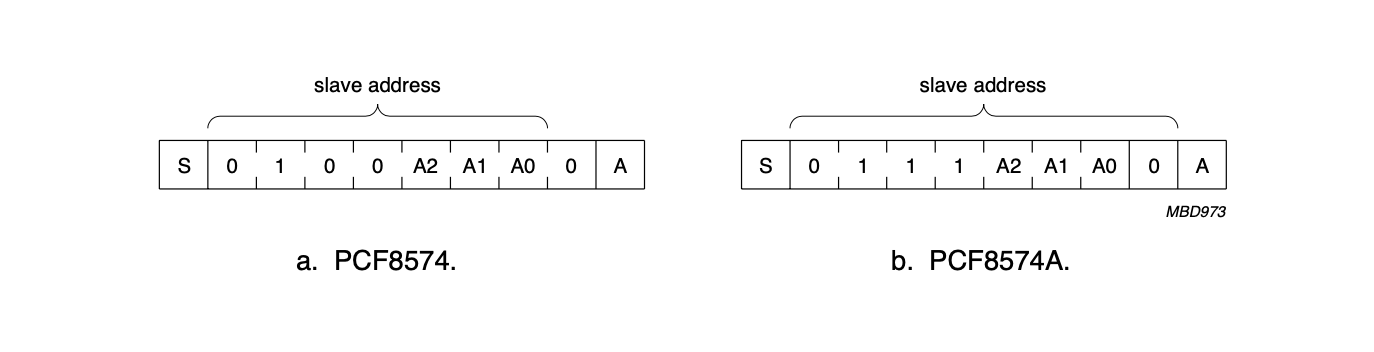 slave address slave address
S 0 1 0 0 A2 A1 A0 0 A S 0 1 1 1 A2 A1 A0 0 A
MBD973
a. PCF8574. b. PCF8574A.